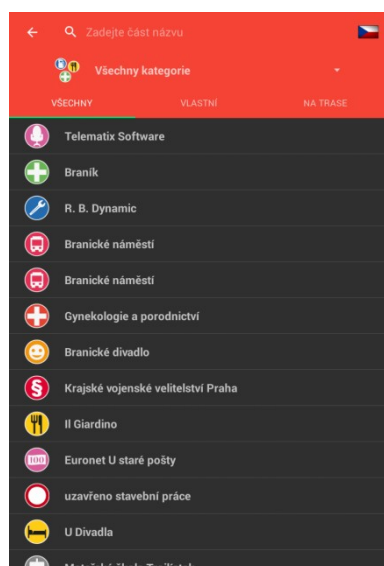 Zadejte část názvu
Všechny kategorie
VŠECHNY
VLASTNÍ
NA TRASE
Telematix Software
Braník
R. B. Dynamic
Branické náměstí
Branické náměstí
Gynekologie a porodnictví
Branické divadlo
§ Krajské vojenské velitelství Praha
Il Giardino
100 Euronet U staré pošty
uzavřeno stavební práce
U Divadla